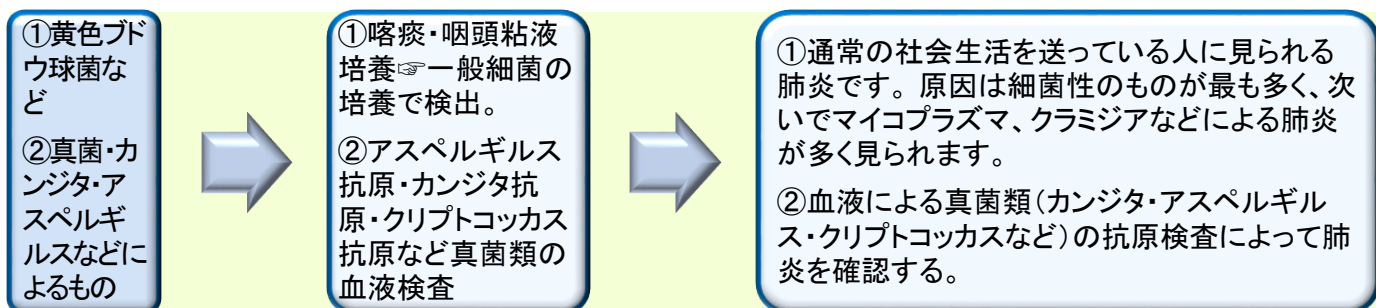 ①黄色ブド
ウ球菌な
ど
②真菌・カ
ンジタ・ア
スペルギ
ルスなどに
よるもの
①喀痰・咽頭粘液
培養☞一般細菌の
培養で検出。
②アスペルギルス
抗原・カンジタ抗
原・クリプトコッカス
抗原など真菌類の
血液検査
①通常の社会生活を送っている人に見られる
肺炎です。原因は細菌性のものが最も多く、次
いでマイコプラズマ、クラミジアなどによる肺炎
が多く見られます。
②血液による真菌類(カンジタ・アスペルギル
ス・クリプトコッカスなど)の抗原検査によって肺
炎を確認する。